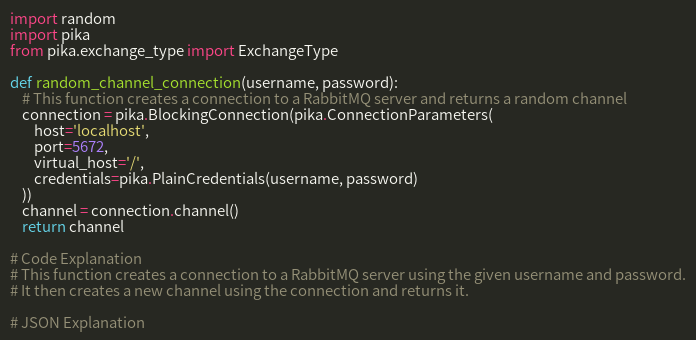 import random
import pika
from pika.exchange_type import ExchangeType

def random_channel_connection(username, password):
    # This function creates a connection to a RabbitMQ server and returns a random channel
    connection = pika.BlockingConnection(pika.ConnectionParameters(
        host='localhost',
        port=5672,
        virtual_host='/',
        credentials=pika.PlainCredentials(username, password)
    ))
    channel = connection.channel()
    return channel

# Code Explanation
# This function creates a connection to a RabbitMQ server using the given username and password.
# It then creates a new channel using the connection and returns it.

# JSON Explanation